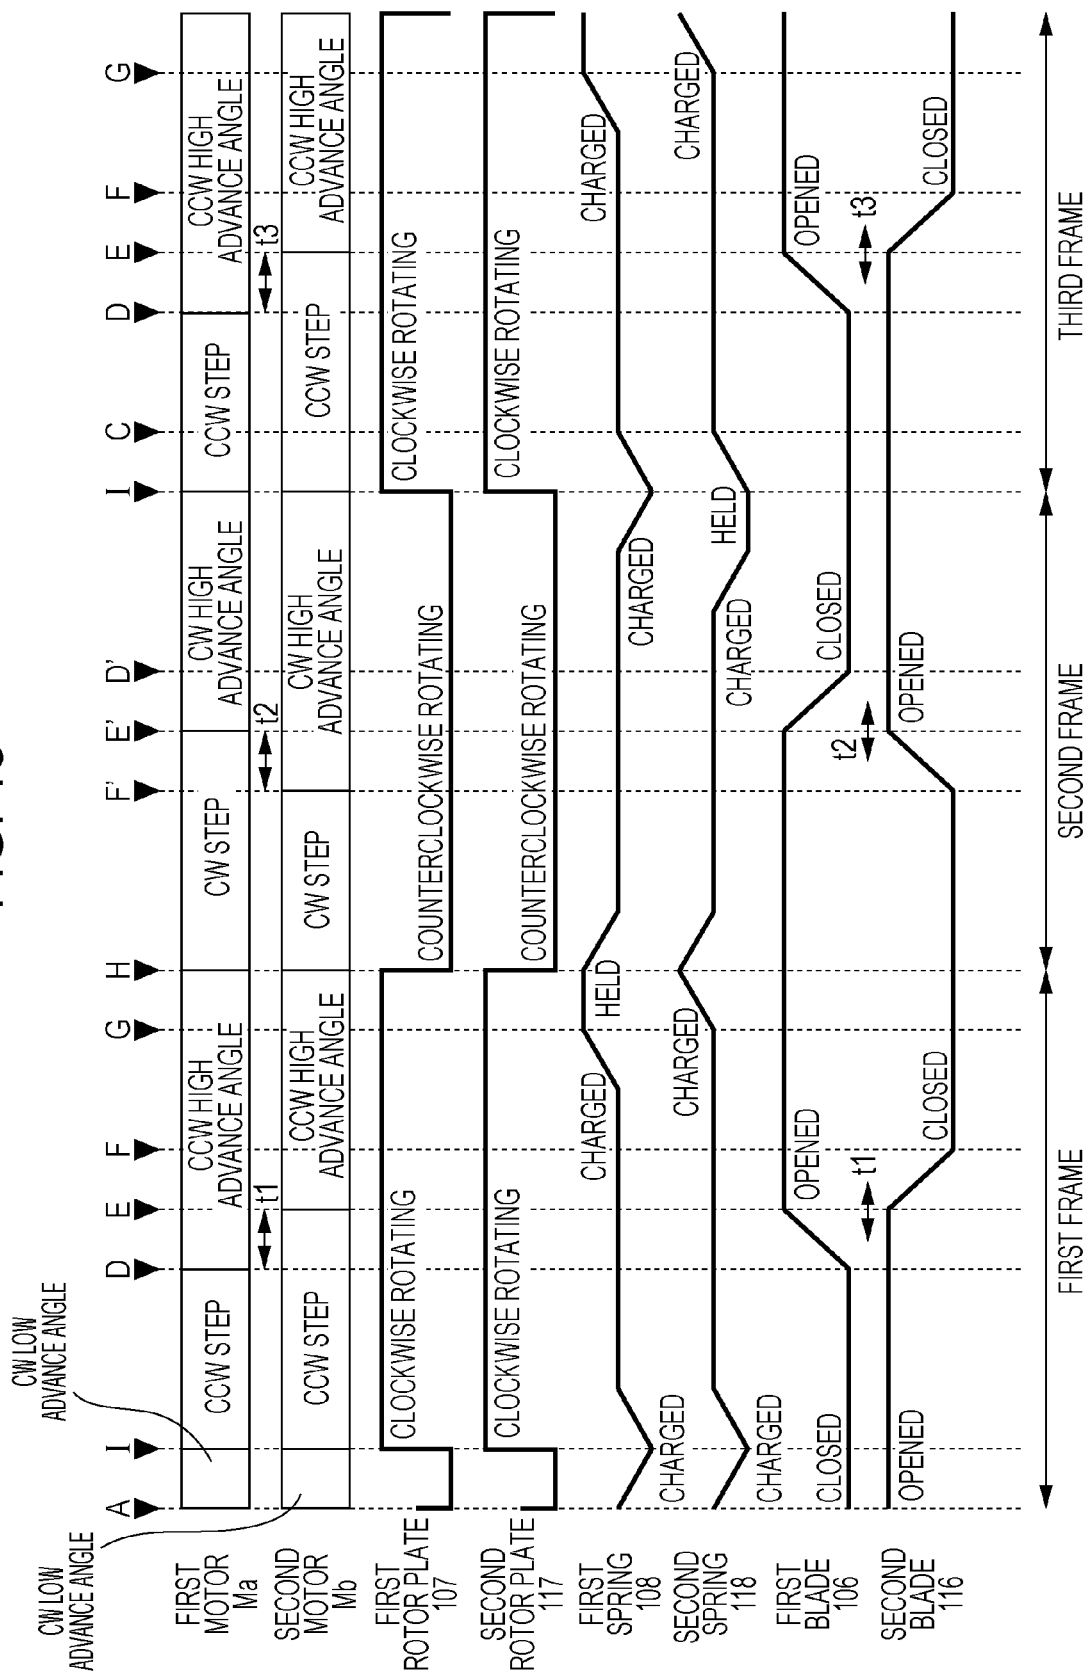 CW LOW
ADVANCE ANGLE
CW LOW
ADVANCE ANGLE
A I D E F G H F' E' D' I C D E F G
FIRST
MOTOR
Ma
CCW STEP
CCW HIGH
ADVANCE ANGLE
CW STEP
CW HIGH
ADVANCE ANGLE
CCW STEP
CCW HIGH
ADVANCE ANGLE
t1
t2
t3
SECOND
MOTOR
Mb
CCW STEP
CCW HIGH
ADVANCE ANGLE
CW STEP
CW HIGH
ADVANCE ANGLE
CCW STEP
CCW HIGH
ADVANCE ANGLE
FIRST
ROTOR PLATE
107
CLOCKWISE ROTATING
COUNTERCLOCKWISE ROTATING
CLOCKWISE ROTATING
SECOND
ROTOR PLATE
117
CLOCKWISE ROTATING
COUNTERCLOCKWISE ROTATING
CLOCKWISE ROTATING
FIRST
SPRING
108
CHARGED
CHARGED
HELD
CHARGED
CHARGED
SECOND
SPRING
118
CHARGED
CHARGED
CHARGED
HELD
CHARGED
FIRST
BLADE
106
CLOSED
OPENED
CLOSED
OPENED
t1
t2
t3
SECOND
BLADE
116
OPENED
CLOSED
OPENED
CLOSED
FIRST FRAME
SECOND FRAME
THIRD FRAME